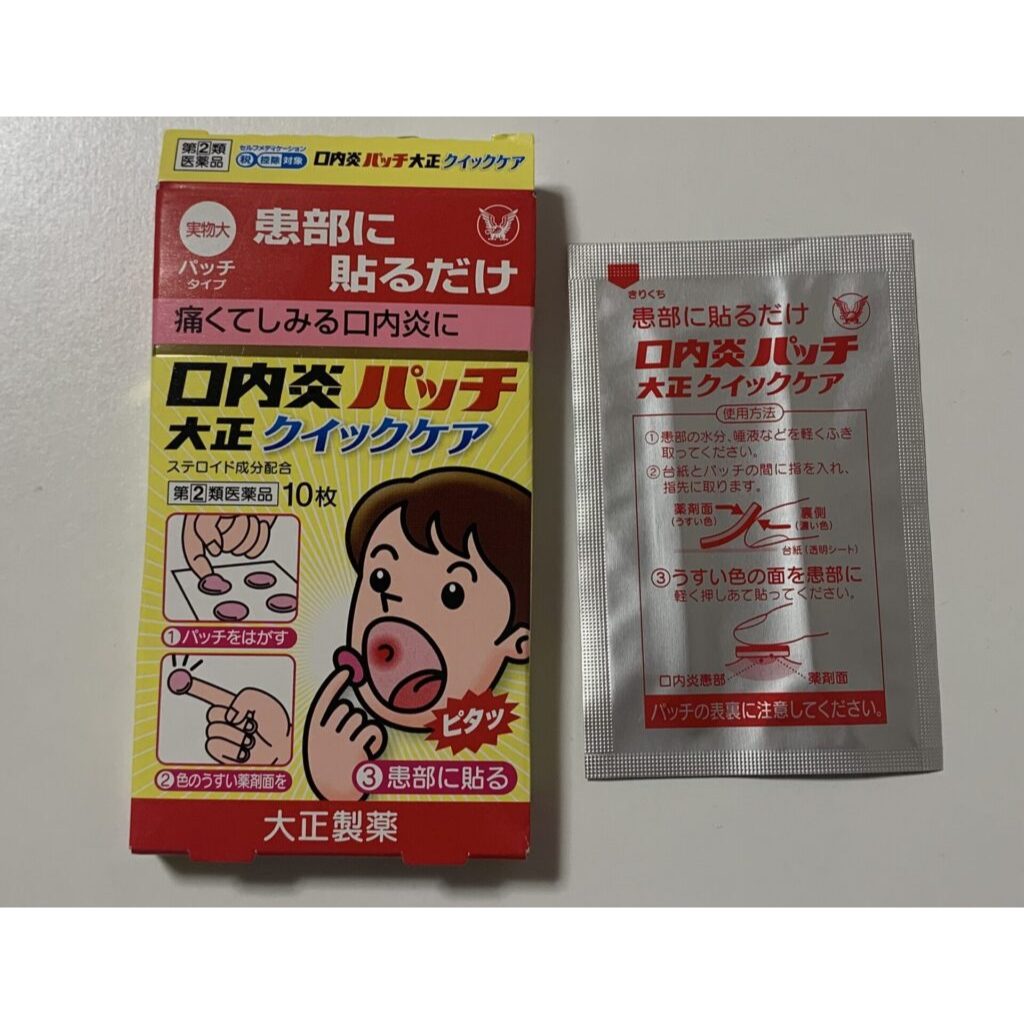 指②類
医薬品
セルフメディケーション
税 控除 対象
口内炎パッチ大正クイックケア
実物大
パッチ
タイプ
患部に
貼るだけ
痛くてしみる口内炎に
口内炎パッチ
大正クイックケア
ステロイド成分配合
指②類医薬品 10枚
①パッチをはがす
②色のうすい薬剤面を
ピタッ
③患部に貼る
大正製薬
きりくち
患部に貼るだけ
口内炎パッチ
大正クイックケア
使用方法
①患部の水分、唾液などを軽くふき
取ってください。
②台紙とパッチの間に指を入れ、
指先に取ります。
薬剤面
(うすい色)
裏側
(濃い色)
台紙(透明シート)
③うすい色の面を患部に
軽く押しあて貼ってください。
口内炎患部
薬剤面
パッチの表裏に注意してください。